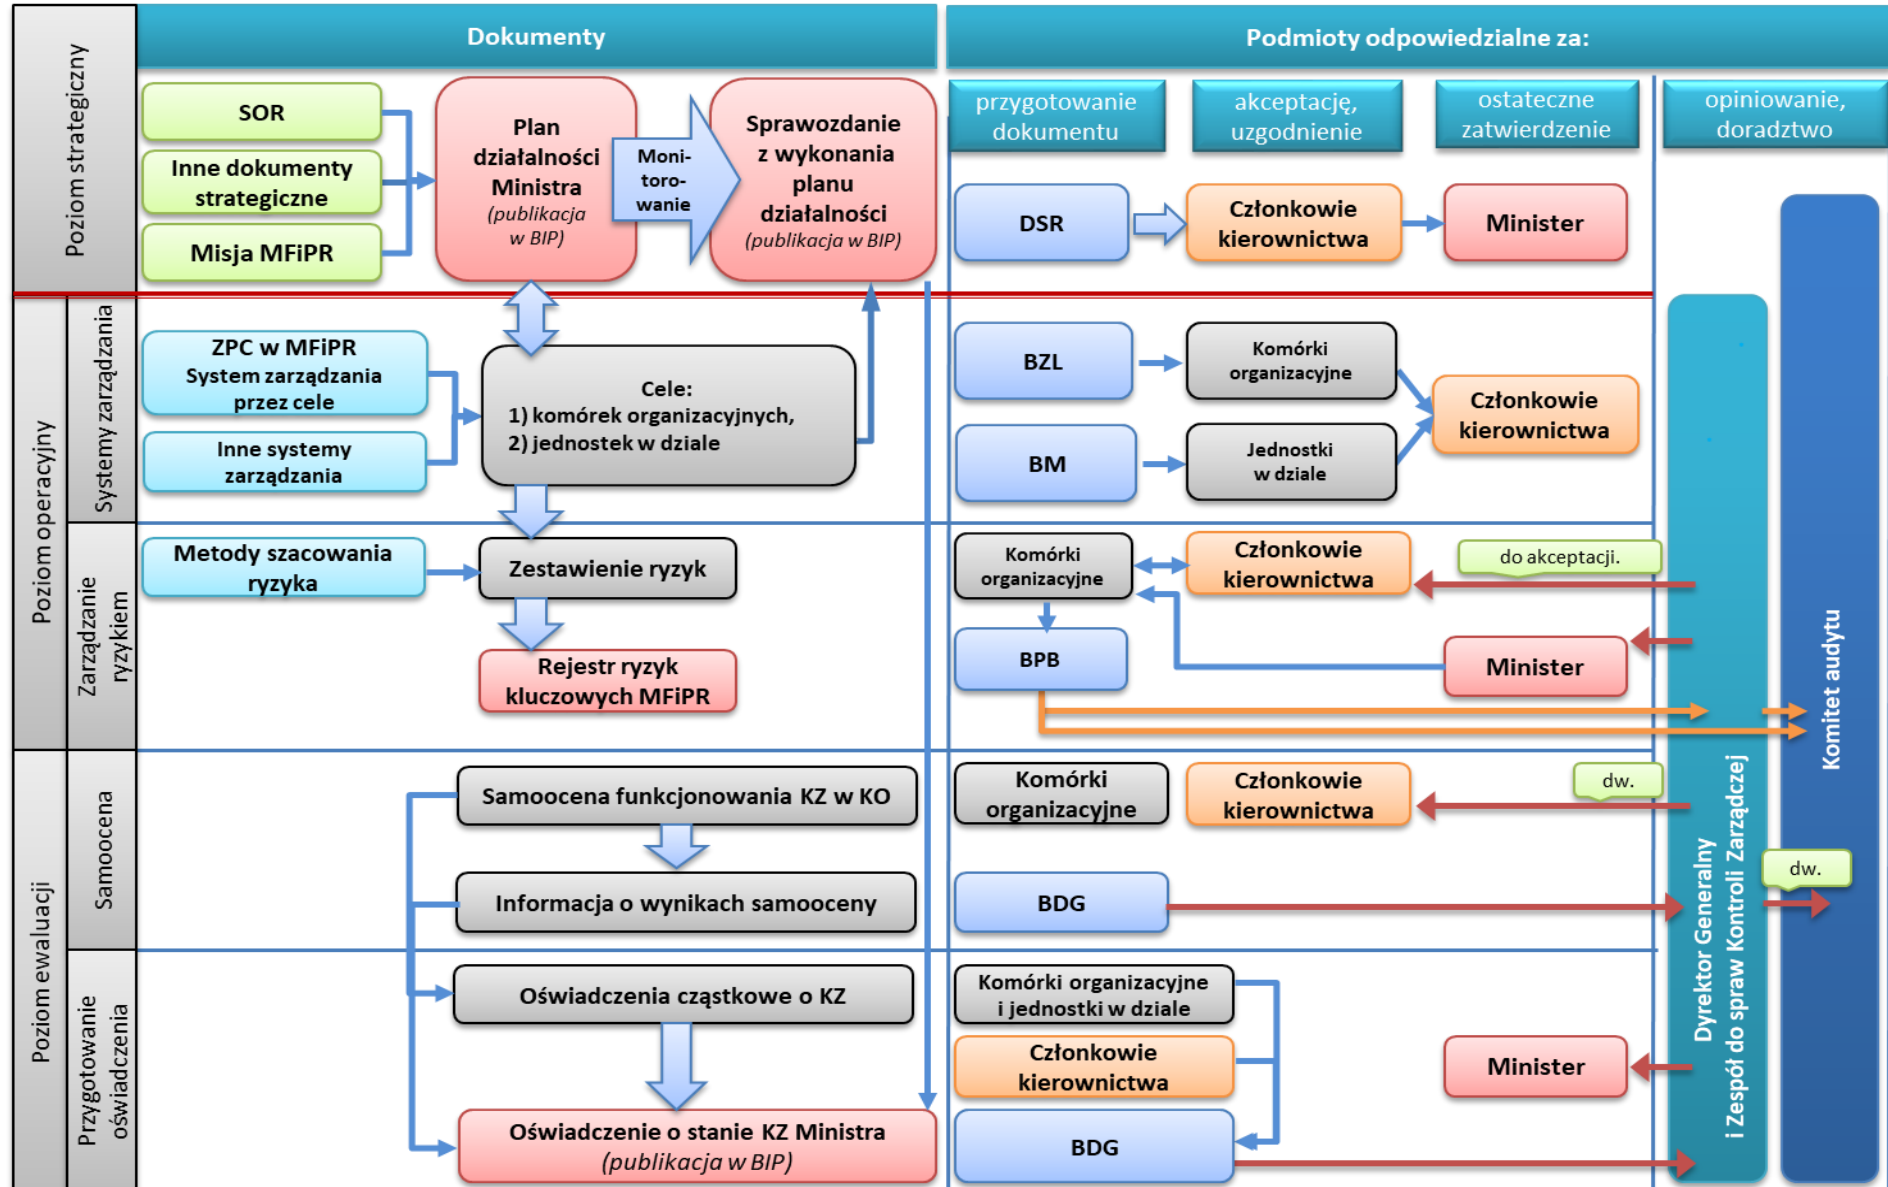 Dokumenty
Podmioty odpowiedzialne za:
Poziom strategiczny
SOR
Inne dokumenty
strategiczne
Misja MFiPR
Plan
działalności
Ministra
(publikacja
w BIP)
Moni-
toro-
wanie
Sprawozdanie
z wykonania
planu
działalności
(publikacja w BIP)
przygotowanie
dokumentu
akceptację,
uzgodnienie
ostateczne
zatwierdzenie
opiniowanie,
doradztwo
DSR
Członkowie
kierownictwa
Minister
Poziom operacyjny
Systemy zarządzania
ZPC w MFiPR
System zarządzania
przez cele
Inne systemy
zarządzania
Cele:
1) komórek organizacyjnych,
2) jednostek w dziale
BZL
Komórki
organizacyjne
BM
Jednostki
w dziale
Członkowie
kierownictwa
Zarządzanie
ryzykiem
Metody szacowania
ryzyka
Zestawienie ryzyk
Rejestr ryzyk
kluczowych MFiPR
Komórki
organizacyjne
Członkowie
kierownictwa
do akceptacji.
BPB
Minister
Poziom ewaluacji
Samoocena
Samoocena funkcjonowania KZ w KO
Informacja o wynikach samooceny
Komórki
organizacyjne
Członkowie
kierownictwa
dw.
BDG
dw.
Przygotowanie
oświadczenia
Oświadczenia cząstkowe o KZ
Oświadczenie o stanie KZ Ministra
(publikacja w BIP)
Komórki organizacyjne
i jednostki w dziale
Członkowie
kierownictwa
BDG
Minister
Dyrektor Generalny
i Zespół do spraw Kontroli Zarządczej
Komitet audytu